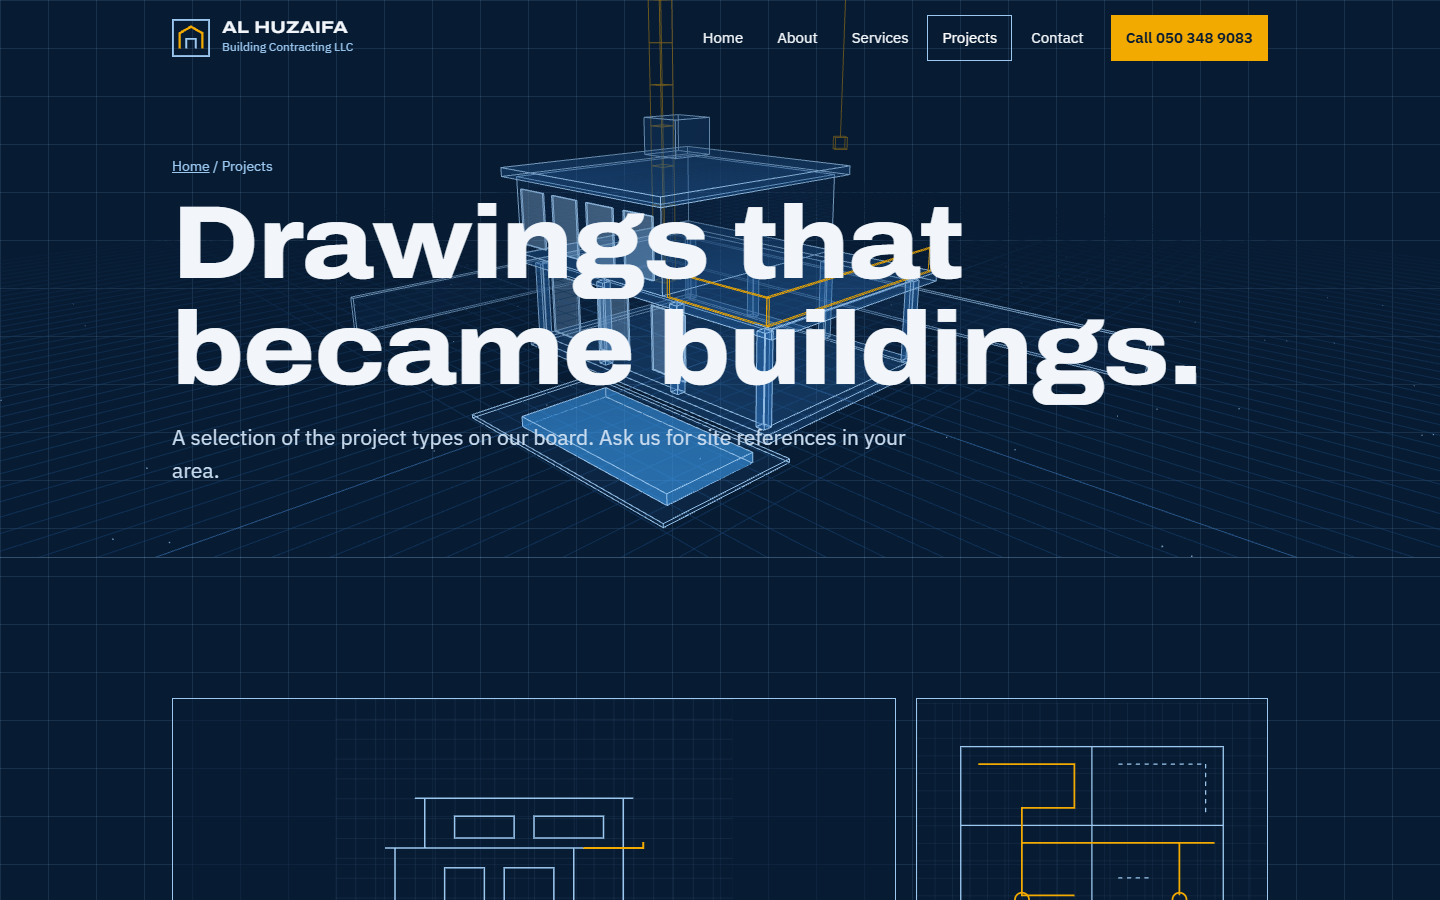 AL HUZAIFA
Building Contracting LLC
Home
About
Services
Projects
Contact
Call 050 348 9083
Home / Projects
Drawings that
became buildings.
A selection of the project types on our board. Ask us for site references in your
area.